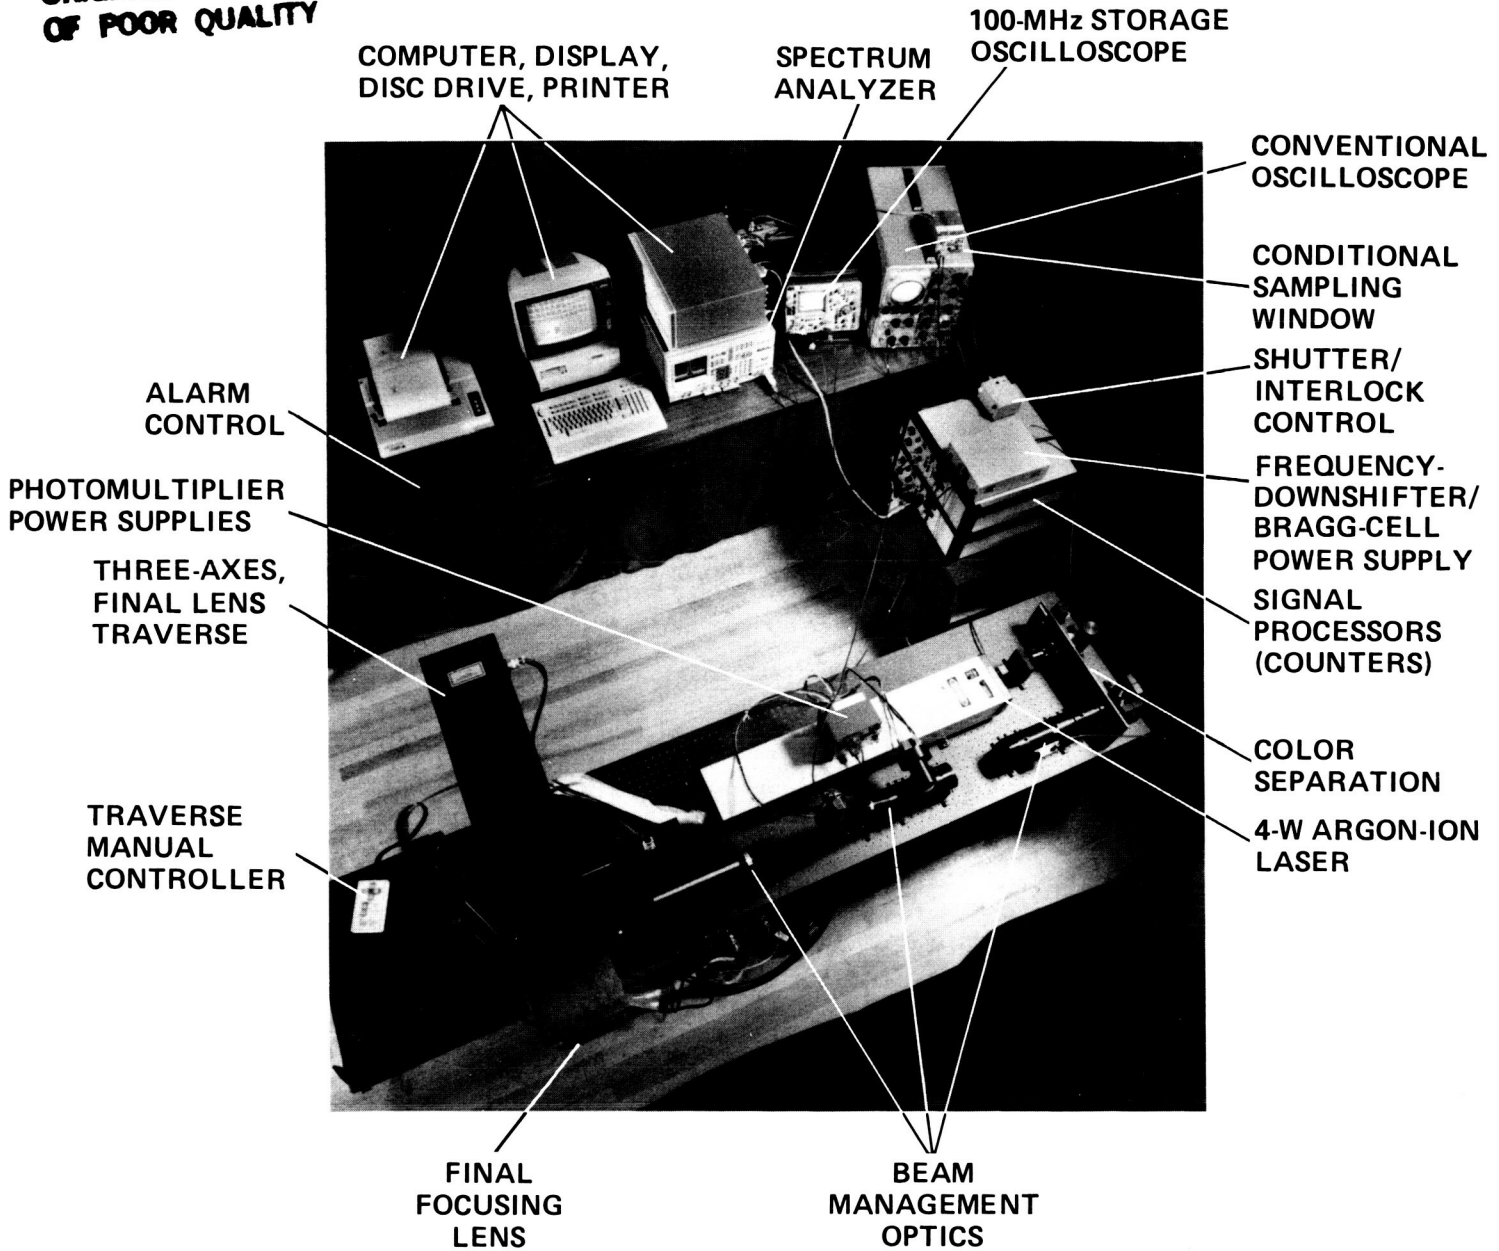 OF POOR QUALITY
100-MHz STORAGE
OSCILLOSCOPE
COMPUTER, DISPLAY,
DISC DRIVE, PRINTER
SPECTRUM
ANALYZER
CONVENTIONAL
OSCILLOSCOPE
CONDITIONAL
SAMPLING
WINDOW
SHUTTER/
INTERLOCK
CONTROL
FREQUENCY-
DOWNSHIFTER/
BRAGG-CELL
POWER SUPPLY
SIGNAL
PROCESSORS
(COUNTERS)
COLOR
SEPARATION
4-W ARGON-ION
LASER
ALARM
CONTROL
PHOTOMULTIPLIER
POWER SUPPLIES
THREE-AXES,
FINAL LENS
TRAVERSE
TRAVERSE
MANUAL
CONTROLLER
FINAL
FOCUSING
LENS
BEAM
MANAGEMENT
OPTICS